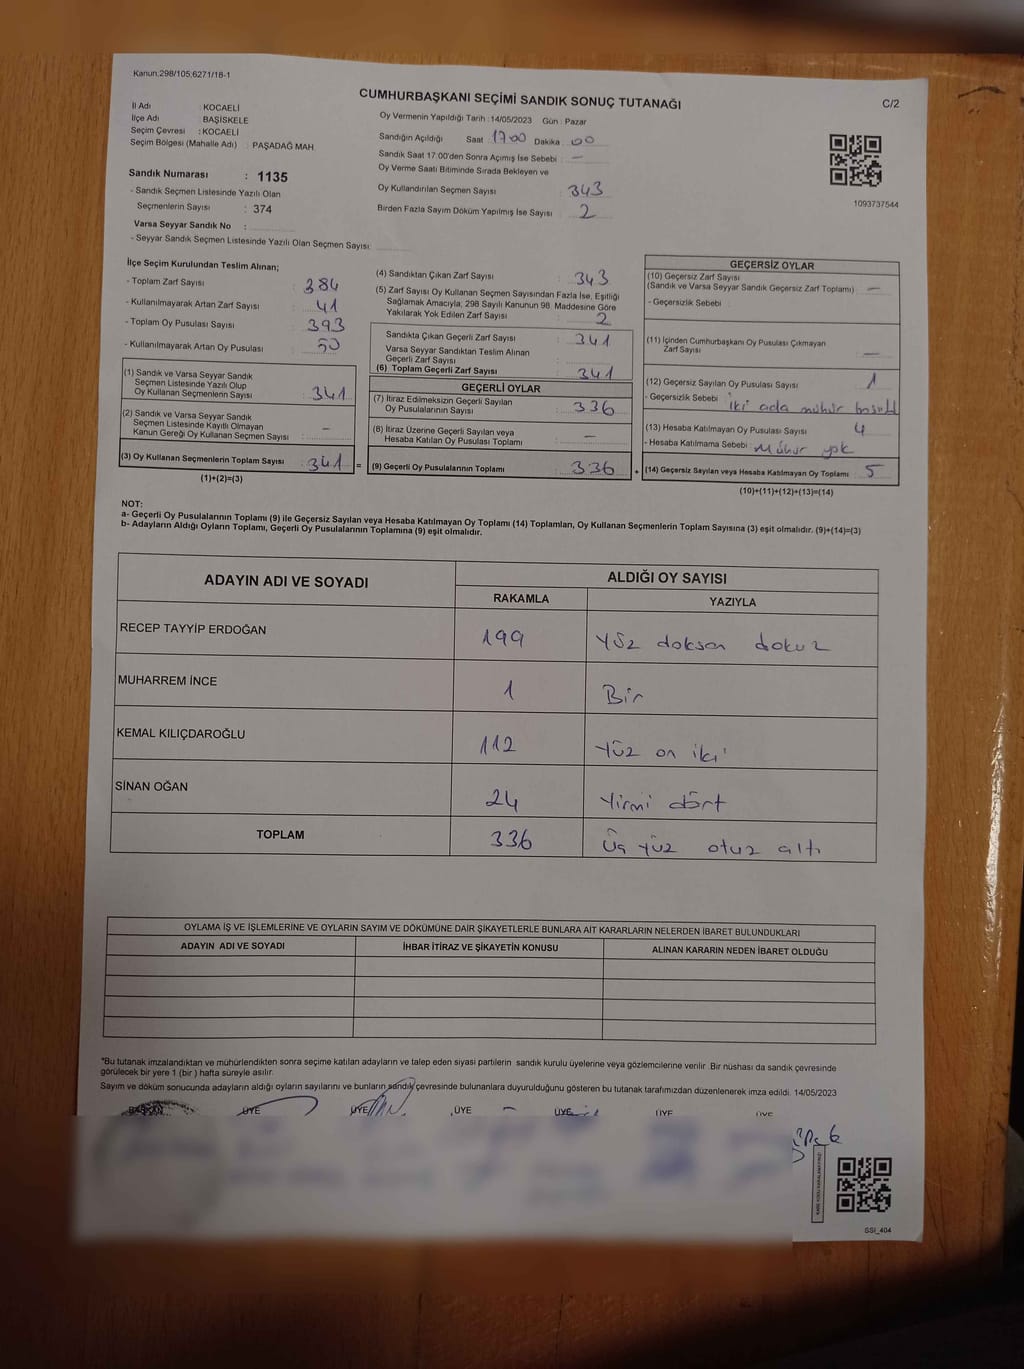 Kanun.298/105,6271/18-1
CUMHURBAŞKANI SEÇİMİ SANDIK SONUÇ TUTANAĞI
C/2
İl Adı : KOCAELİ
İlçe Adı : BAŞİSKELE
Seçim Çevresi : KOCAELİ
Seçim Bölgesi (Mahalle Adı) : PAŞADAĞ MAH
Sandık Numarası : 1135
- Sandık Seçmen Listesinde Yazılı Olan
Seçmenlerin Sayısı : 374
Varsa Seyyar Sandık No :
- Seyyar Sandık Seçmen Listesinde Yazılı Olan Seçmen Sayısı:
Oy Vermenin Yapıldığı Tarih : 14/05/2023 Gün : Pazar
Sandığın Açıldığı Saat 17:00 Dakika 00
Sandık Saat 17:00'den Sonra Açımış İse Sebebi : —
Oy Verme Saati Bitiminde Sırada Bekleyen ve
Oy Kullandırılan Seçmen Sayısı : 343
Birden Fazla Sayım Döküm Yapılmış İse Sayısı : 2
1093737544
İlçe Seçim Kurulundan Teslim Alınan;
- Toplam Zarf Sayısı : 384
- Kullanılmayarak Artan Zarf Sayısı : 41
- Toplam Oy Pusulası Sayısı : 393
- Kullanılmayarak Artan Oy Pusulası : 50
(1) Sandık ve Varsa Seyyar Sandık
Seçmen Listesinde Yazılı Olup
Oy Kullanan Seçmenlerin Sayısı : 341
(2) Sandık ve Varsa Seyyar Sandık
Seçmen Listesinde Kayıtlı Olmayan
Kanun Gereği Oy Kullanan Seçmen Sayısı : —
(3) Oy Kullanan Seçmenlerin Toplam Sayısı : 341
(1)+(2)=(3)
(4) Sandıktan Çıkan Zarf Sayısı : 343
(5) Zarf Sayısı Oy Kullanan Seçmen Sayısından Fazla İse, Eşitliği
Sağlamak Amacıyla, 298 Sayılı Kanunun 98. Maddesine Göre
Yakılarak Yok Edilen Zarf Sayısı : 2
Sandıkta Çıkan Geçerli Zarf Sayısı : 341
Varsa Seyyar Sandıktan Teslim Alınan
Geçerli Zarf Sayısı :
(6) Toplam Geçerli Zarf Sayısı : 341
GEÇERLİ OYLAR
(7) İtiraz Edilmeksizin Geçerli Sayılan
Oy Pusulalarının Sayısı : 336
(8) İtiraz Üzerine Geçerli Sayılan veya
Hesaba Katılan Oy Pusulası Toplamı : —
= (9) Geçerli Oy Pusulalarının Toplamı : 336
GEÇERSİZ OYLAR
(10) Geçersiz Zarf Sayısı
(Sandık ve Varsa Seyyar Sandık Geçersiz Zarf Toplamı) : —
- Geçersizlik Sebebi :
(11) İçinden Cumhurbaşkanı Oy Pusulası Çıkmayan
Zarf Sayısı : —
(12) Geçersiz Sayılan Oy Pusulası Sayısı : 1
- Geçersizlik Sebebi : iki ada mühür basıldı
(13) Hesaba Katılmayan Oy Pusulası Sayısı : 4
- Hesaba Katılmama Sebebi : Mühür yok
+ (14) Geçersiz Sayılan veya Hesaba Katılmayan Oy Toplamı : 5
(10)+(11)+(12)+(13)=(14)
NOT:
a- Geçerli Oy Pusulalarının Toplamı (9) ile Geçersiz Sayılan veya Hesaba Katılmayan Oy Toplamı (14) Toplamları, Oy Kullanan Seçmenlerin Toplam Sayısına (3) eşit olmalıdır. (9)+(14)=(3)
b- Adayların Aldığı Oyların Toplamı, Geçerli Oy Pusulalarının Toplamına (9) eşit olmalıdır.
ADAYIN ADI VE SOYADI
ALDIĞI OY SAYISI
RAKAMLA YAZIYLA
RECEP TAYYİP ERDOĞAN 199 Yüz doksan dokuz
MUHARREM İNCE 1 Bir
KEMAL KILIÇDAROĞLU 112 Yüz on iki
SİNAN OĞAN 24 Yirmi dört
TOPLAM 336 Üç yüz otuz altı
OYLAMA İŞ VE İŞLEMLERİNE VE OYLARIN SAYIM VE DÖKÜMÜNE DAİR ŞİKAYETLERLE BUNLARA AİT KARARLARIN NELERDEN İBARET BULUNDUKLARI
ADAYIN ADI VE SOYADI İHBAR İTİRAZ VE ŞİKAYETİN KONUSU ALINAN KARARIN NEDEN İBARET OLDUĞU
*Bu tutanak imzalandıktan ve mühürlendikten sonra seçime katılan adayların ve talep eden siyasi partilerin sandık kurulu üyelerine veya gözlemcilerine verilir. Bir nüshası da sandık çevresinde
görülecek bir yere 1 (bir) hafta süreyle asılır.
Sayım ve döküm sonucunda adayların aldığı oyların sayılarını ve bunların sandık çevresinde bulunanlara duyurulduğunu gösteren bu tutanak tarafımızdan düzenlenerek imza edildi. 14/05/2023
BAŞKAN ÜYE ÜYE ÜYE ÜYE ÜYE ÜYE
SSI_404